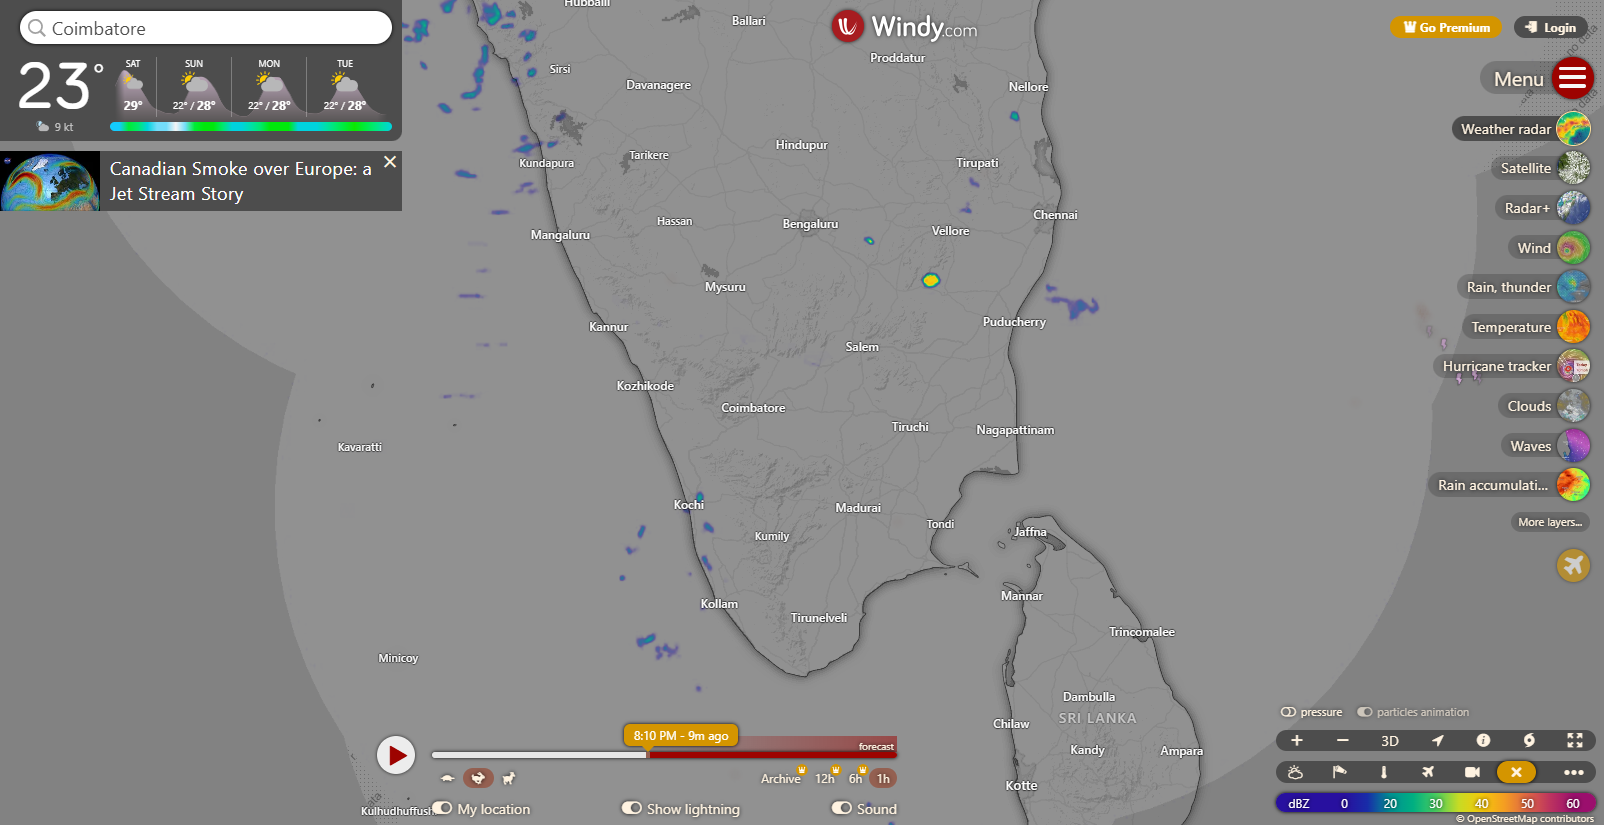 Coimbatore
23°
SAT SUN MON TUE
29° 22° / 28° 22° / 28° 22° / 28°
9 kt
Canadian Smoke over Europe: a
Jet Stream Story
Windy.com
Go Premium
Login
Menu
no data
Weather radar
Satellite
Radar+
Wind
Rain, thunder
Temperature
Hurricane tracker
Clouds
Waves
Rain accumulati...
More layers...
Hubballi
Ballari
Proddatur
Sirsi
Davanagere
Nellore
Hindupur
Kundapura
Tarikere
Tirupati
Chennai
Hassan
Bengaluru
Vellore
Mangaluru
Mysuru
Puducherry
Kannur
Salem
Kozhikode
Coimbatore
Tiruchi
Nagapattinam
Kavaratti
Kochi
Madurai
Tondi
Jaffna
Kumily
Mannar
Kollam
Tirunelveli
Trincomalee
Minicoy
Dambulla
SRI LANKA
Chilaw
Kandy
Ampara
Kotte
Kulhudhuffush
8:10 PM - 9m ago
forecast
Archive 12h 6h 1h
My location
Show lightning
Sound
pressure
particles animation
3D
dBZ 0 20 30 40 50 60
© OpenStreetMap contributors